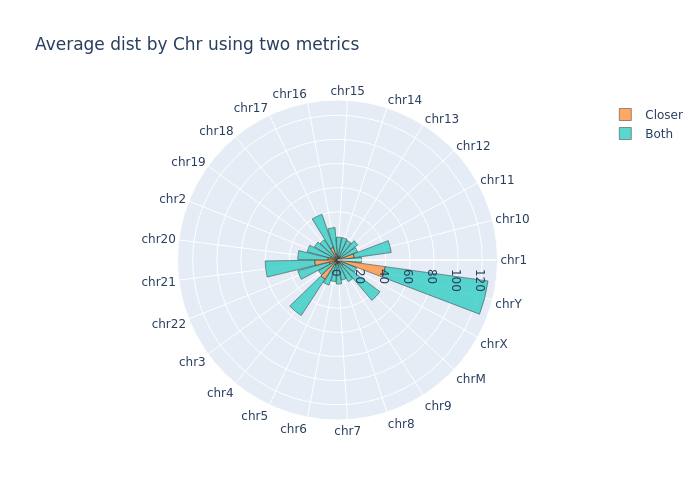 Average dist by Chr using two metrics
Closer
Both
chr1
chr10
chr11
chr12
chr13
chr14
chr15
chr16
chr17
chr18
chr19
chr2
chr20
chr21
chr22
chr3
chr4
chr5
chr6
chr7
chr8
chr9
chrM
chrX
chrY
0
20
40
60
80
100
120